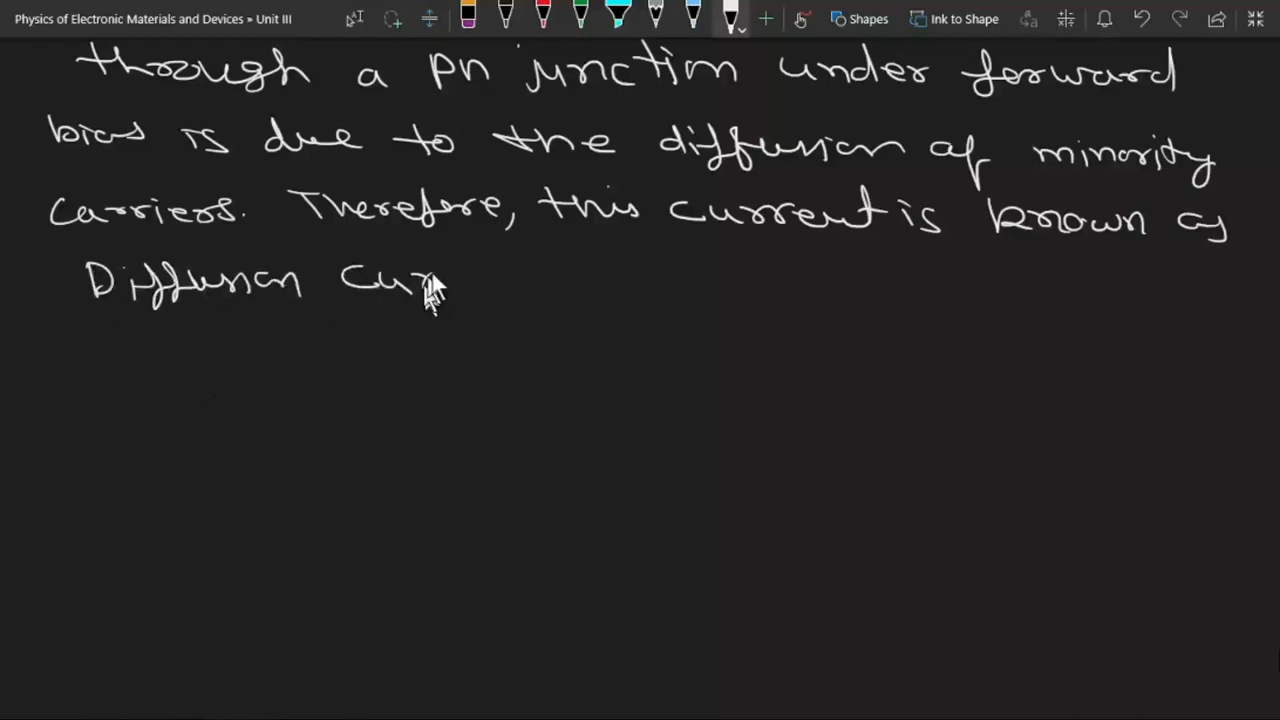 Physics of Electronic Materials and Devices » Unit III
Shapes
Ink to Shape
through a pn junction under forward
bias is due to the diffusion of minority
carriers. Therefore, this current is known as
Diffusion Cur